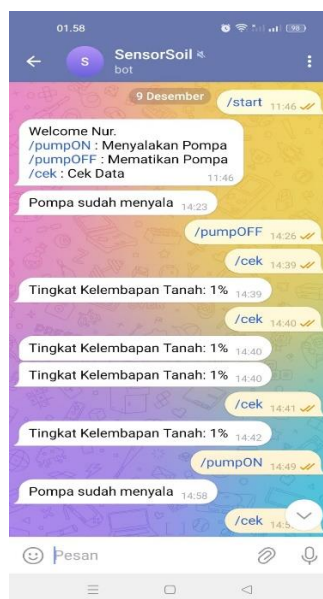 01.58
98
S
SensorSoil
bot
9 Desember
/start 11:46
Welcome Nur.
/pumpON : Menyalakan Pompa
/pumpOFF : Mematikan Pompa
/cek : Cek Data
11:46
Pompa sudah menyala 14:23
/pumpOFF 14:26
/cek 14:39
Tingkat Kelembapan Tanah: 1% 14:39
/cek 14:40
Tingkat Kelembapan Tanah: 1% 14:40
Tingkat Kelembapan Tanah: 1% 14:40
/cek 14:41
Tingkat Kelembapan Tanah: 1% 14:42
/pumpON 14:49
Pompa sudah menyala 14:58
/cek
Pesan